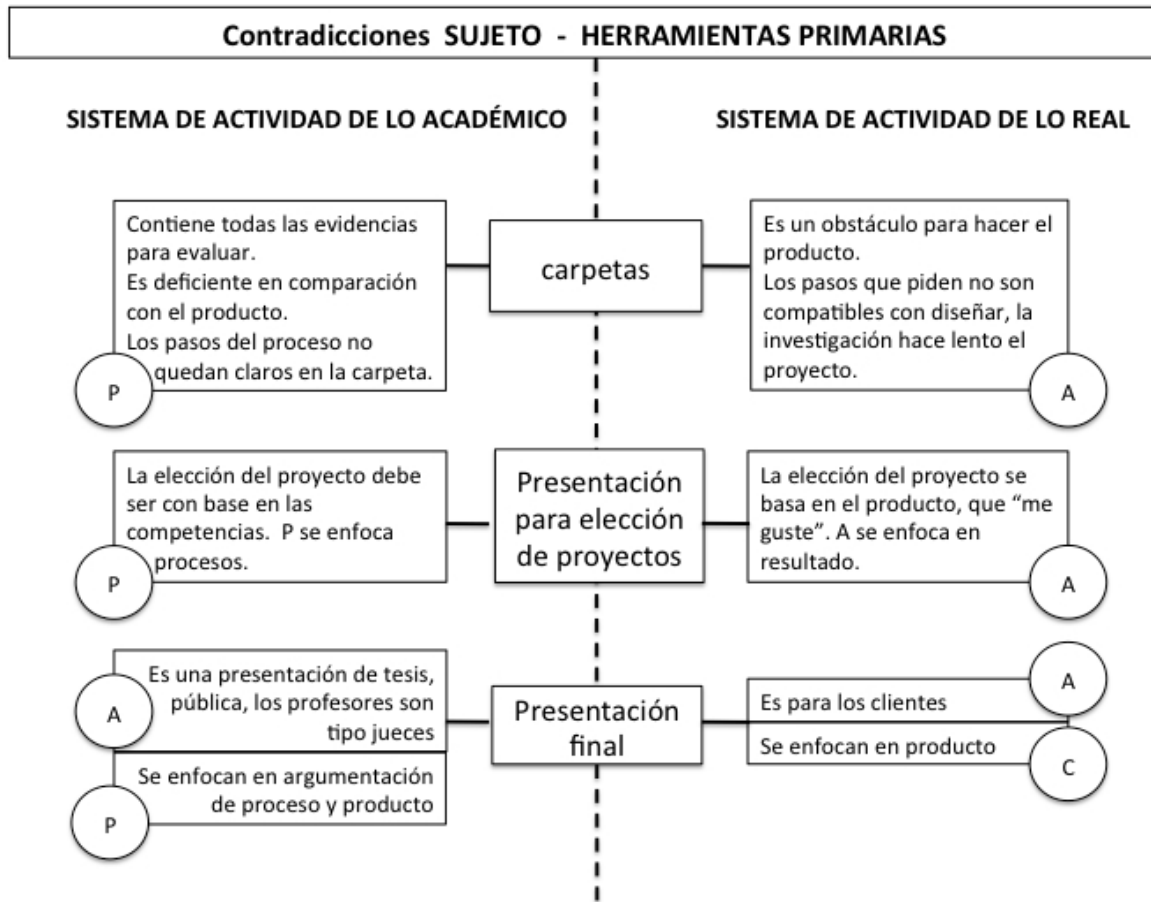 Contradicciones SUJETO - HERRAMIENTAS PRIMARIAS
SISTEMA DE ACTIVIDAD DE LO ACADÉMICO
SISTEMA DE ACTIVIDAD DE LO REAL
Contiene todas las evidencias
para evaluar.
Es deficiente en comparación
con el producto.
Los pasos del proceso no
quedan claros en la carpeta.
P
carpetas
Es un obstáculo para hacer el
producto.
Los pasos que piden no son
compatibles con diseñar, la
investigación hace lento el
proyecto.
A
La elección del proyecto debe
ser con base en las
competencias. P se enfoca
procesos.
P
Presentación
para elección
de proyectos
La elección del proyecto se
basa en el producto, que “me
guste”. A se enfoca en
resultado.
A
Es una presentación de tesis,
pública, los profesores son
tipo jueces
A
Se enfocan en argumentación
de proceso y producto
P
Presentación
final
Es para los clientes
A
Se enfocan en producto
C